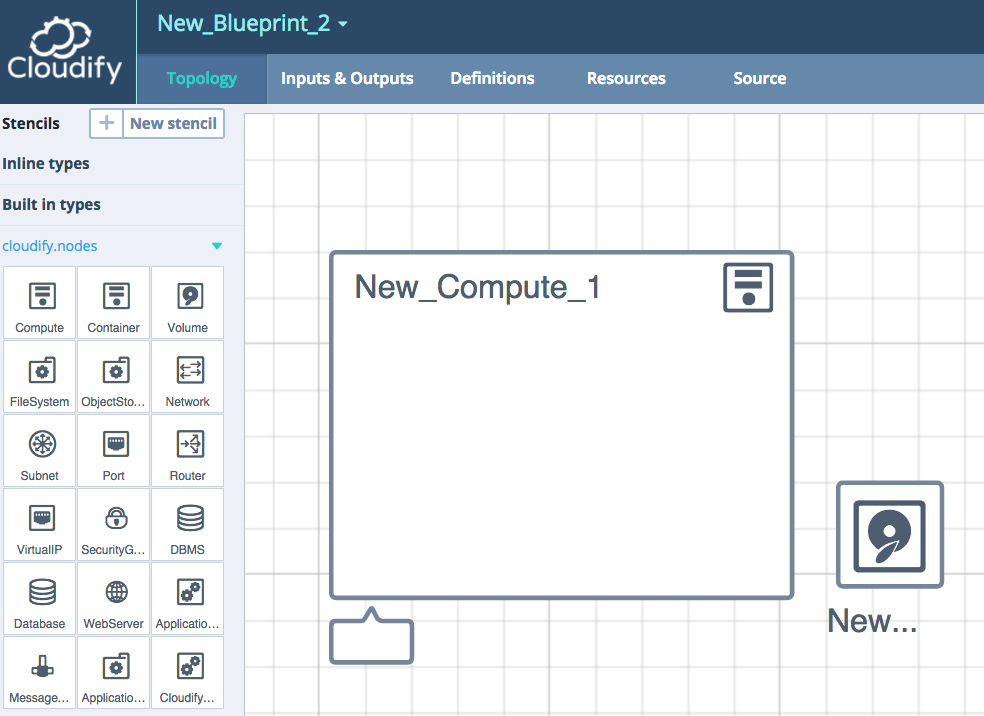 Cloudify
New_Blueprint_2
Topology
Inputs & Outputs
Definitions
Resources
Source
Stencils
+ New stencil
Inline types
Built in types
cloudify.nodes
Compute
Container
Volume
FileSystem
ObjectSto...
Network
Subnet
Port
Router
VirtualIP
SecurityG...
DBMS
Database
WebServer
Applicatio...
Message...
Applicatio...
Cloudify...
New_Compute_1
New...